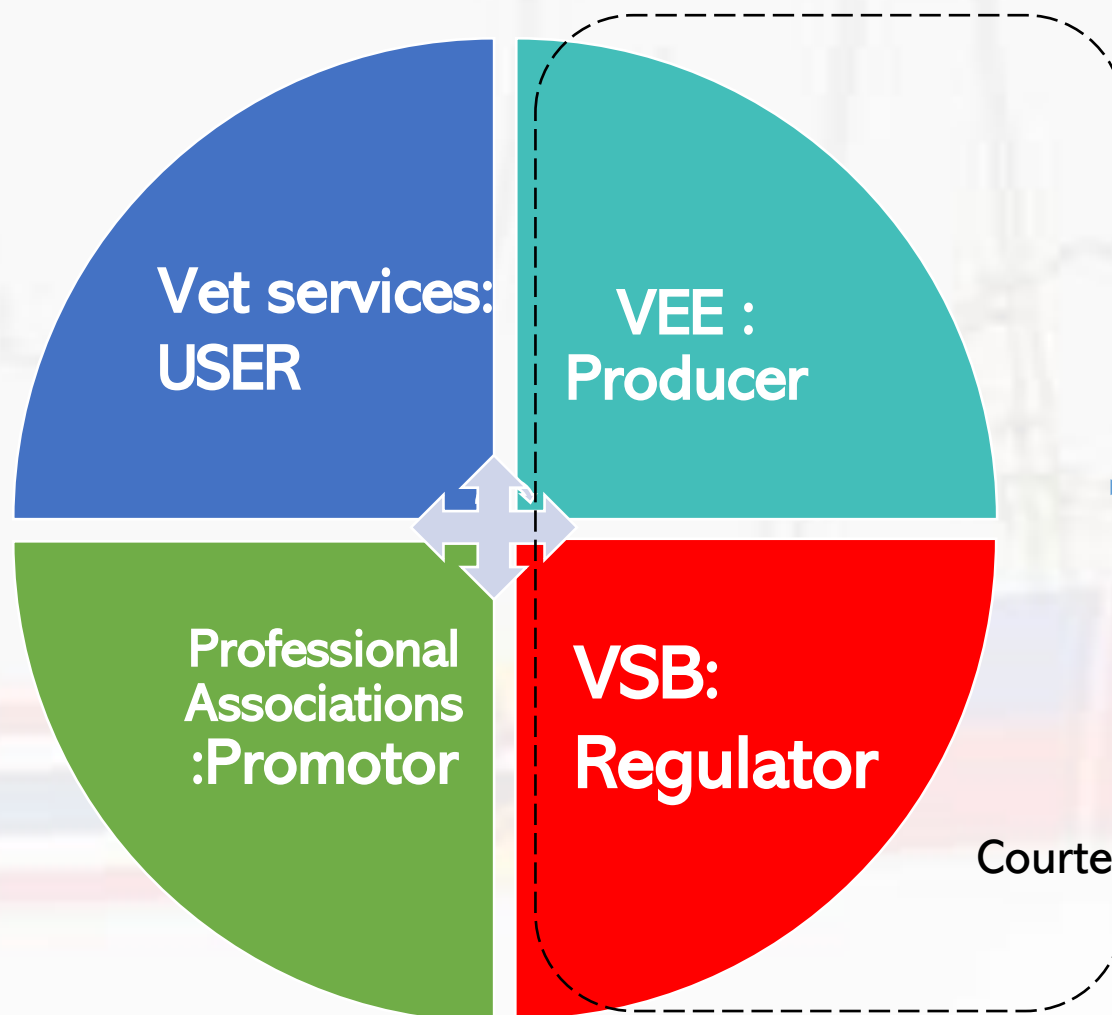 Vet services:
USER
VEE :
Producer
Professional
Associations
:Promotor
VSB:
Regulator
Courte